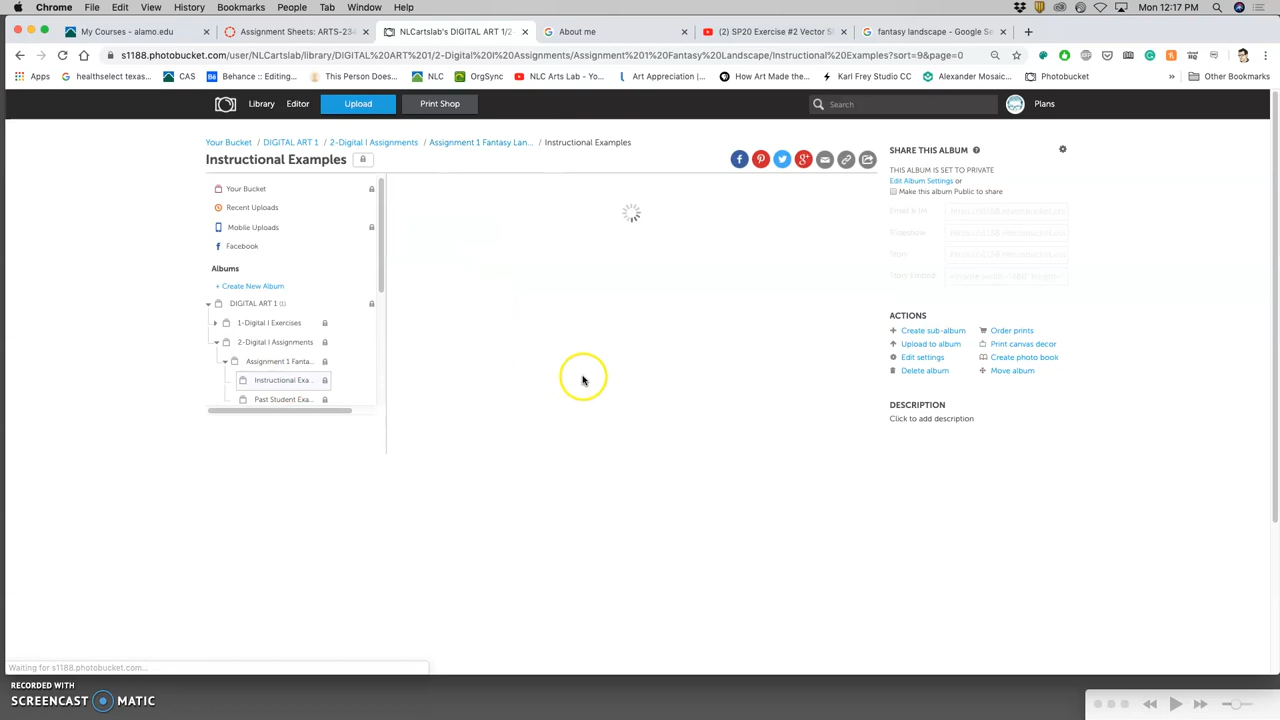 Chrome File Edit View History Bookmarks People Tab Window Help Mon 12:17 PM
My Courses - alamo.edu × Assignment Sheets: ARTS-234 × NLCartslab's DIGITAL ART 1/2- × About me × (2) SP20 Exercise #2 Vector S × fantasy landscape - Google Se × +
s1188.photobucket.com/user/NLCartslab/library/DIGITAL%20ART%201/2-Digital%20I%20Assignments/Assignment%201%20Fantasy%20Landscape/Instructional%20Examples?sort=9&page=0
Apps healthselect texas... Behance :: Editing... This Person Does... NLC OrgSync NLC Arts Lab - Yo... Art Appreciation |... How Art Made the... Karl Frey Studio CC Alexander Mosaic... Photobucket » Other Bookmarks
Library Editor Upload Print Shop Search Plans
Your Bucket / DIGITAL ART 1 / 2-Digital I Assignments / Assignment 1 Fantasy Lan... / Instructional Examples
Instructional Examples
Your Bucket
Recent Uploads
Mobile Uploads
Facebook
Albums
+ Create New Album
DIGITAL ART 1 (1)
1-Digital I Exercises
2-Digital I Assignments
Assignment 1 Fanta...
Instructional Exa...
Past Student Exa...
SHARE THIS ALBUM
THIS ALBUM IS SET TO PRIVATE
Edit Album Settings or
Make this album Public to share
Email & IM
Slideshow
Story
Story Embed
ACTIONS
Create sub-album Order prints
Upload to album Print canvas decor
Edit settings Create photo book
Delete album Move album
DESCRIPTION
Click to add description
Waiting for s1188.photobucket.com...
RECORDED WITH
SCREENCAST MATIC